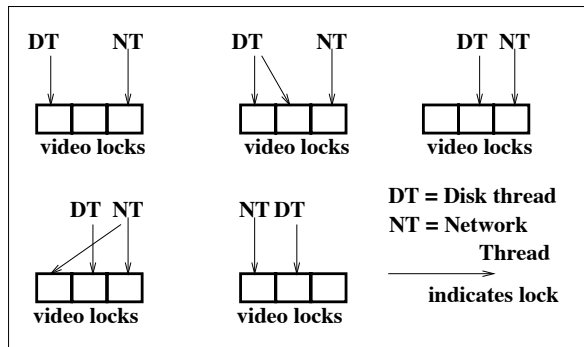 DT NT
video locks
DT NT
video locks
DT NT
video locks
DT NT
video locks
NT DT
video locks
DT = Disk thread
NT = Network
Thread
indicates lock